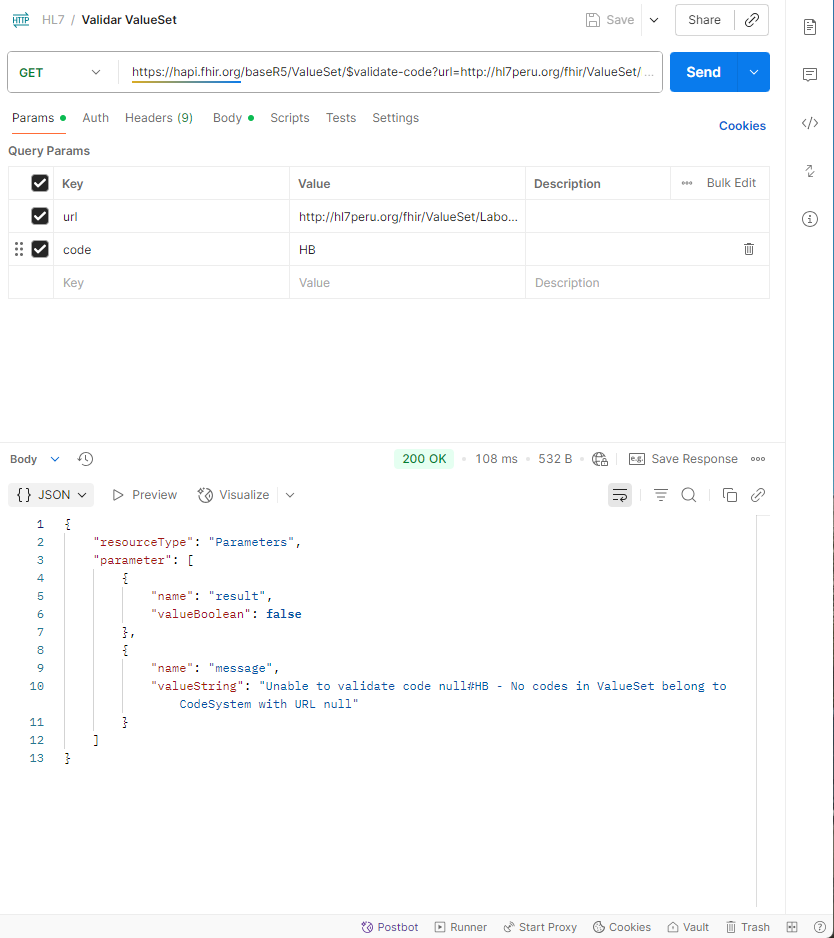 HTTP HL7 / Validar ValueSet Save Share
GET https://hapi.fhir.org/baseR5/ValueSet/$validate-code?url=http://hl7peru.org/fhir/ValueSet/ ... Send
Params Auth Headers (9) Body Scripts Tests Settings Cookies
Query Params
Key Value Description Bulk Edit
url http://hl7peru.org/fhir/ValueSet/Labo...
code HB
Key Value Description
Body 200 OK 108 ms 532 B e.g. Save Response
{} JSON Preview Visualize
1 {
2 "resourceType": "Parameters",
3 "parameter": [
4 {
5 "name": "result",
6 "valueBoolean": false
7 },
8 {
9 "name": "message",
10 "valueString": "Unable to validate code null#HB - No codes in ValueSet belong to
CodeSystem with URL null"
11 }
12 ]
13 }
Postbot Runner Start Proxy Cookies Vault Trash